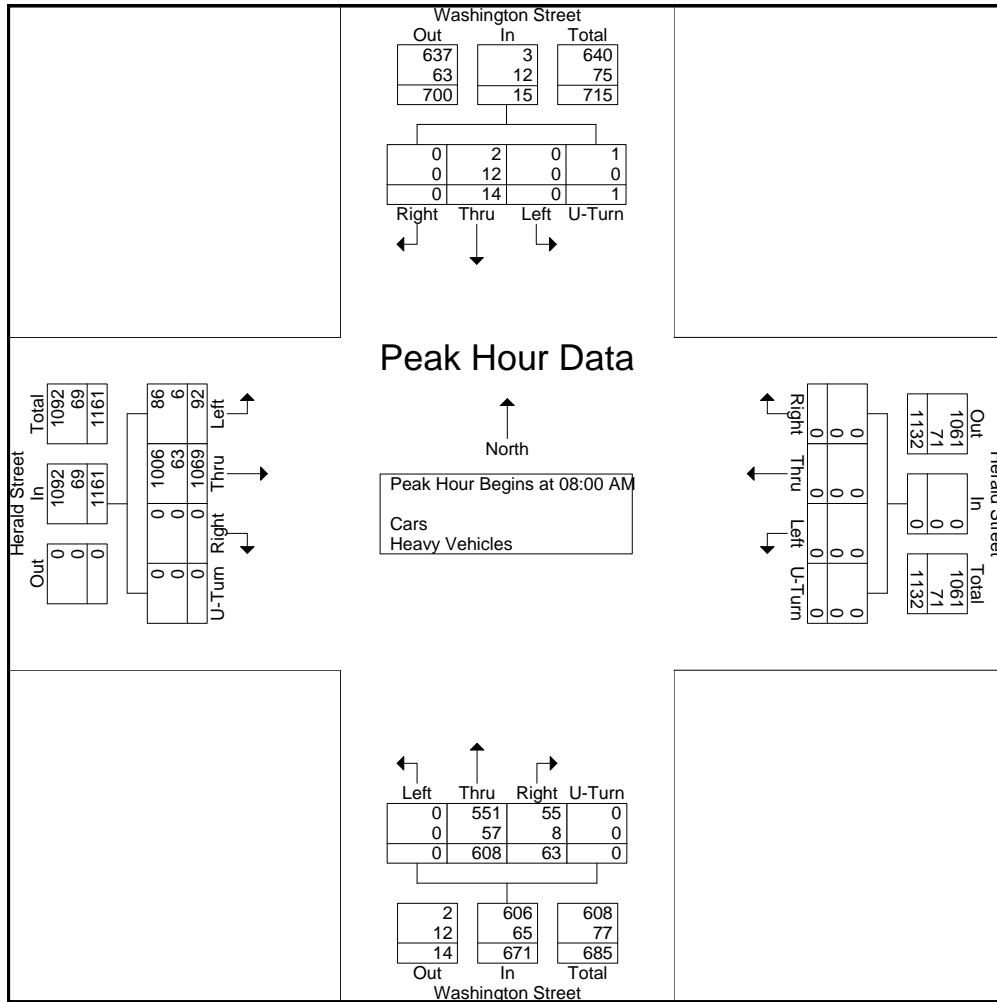 Washington Street
Out In Total
637 3 640
63 12 75
700 15 715
0 2 0 1
0 12 0 0
0 14 0 1
Right Thru Left U-Turn
Peak Hour Data
North
Peak Hour Begins at 08:00 AM
Cars
Heavy Vehicles
Herald Street
Total In Out
1092 1092 0
69 69 0
1161 1161 0
86 1006 0 0
6 63 0 0
92 1069 0 0
Left Thru Right U-Turn
Herald Street
Out In Total
1061 0 1061
71 0 71
1132 0 1132
Right Thru Left U-Turn
0 0 0 0
0 0 0 0
0 0 0 0
Left Thru Right U-Turn
0 551 55 0
0 57 8 0
0 608 63 0
2 606 608
12 65 77
14 671 685
Out In Total
Washington Street